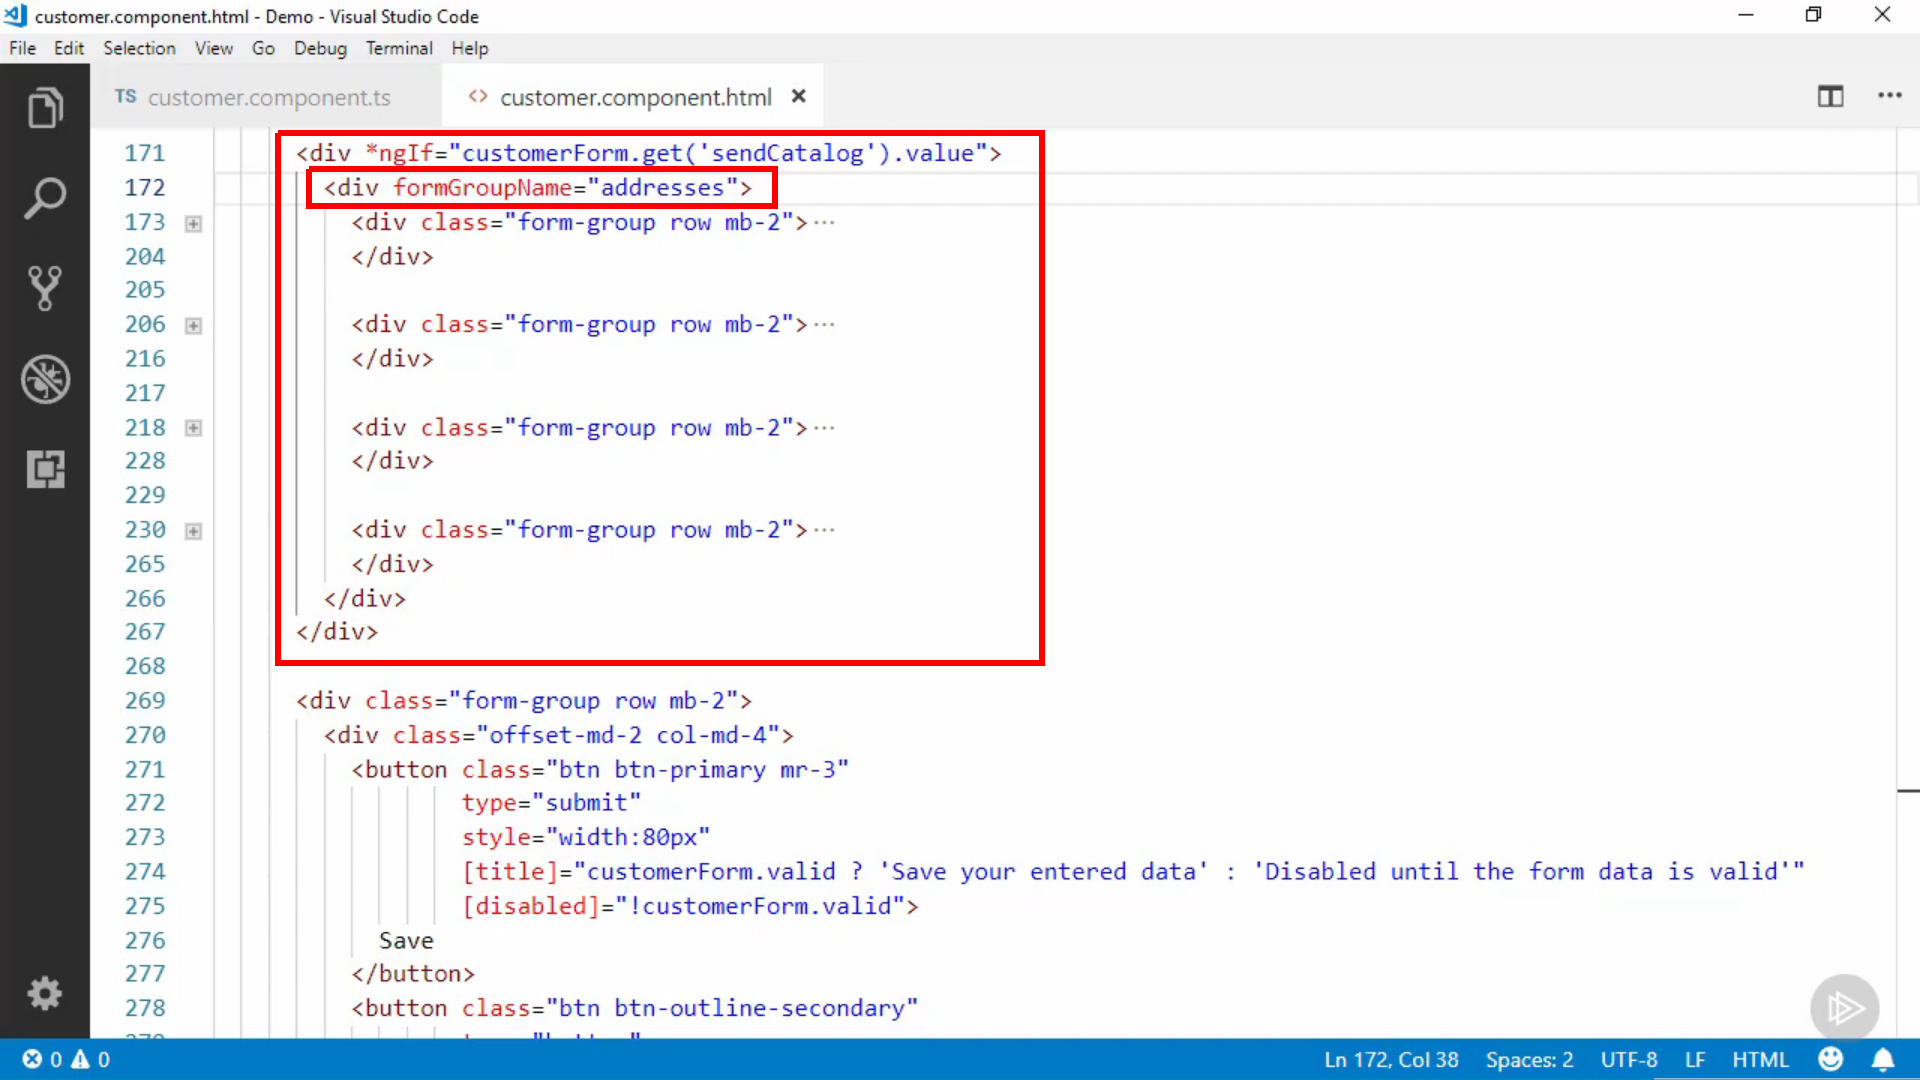 customer.component.html - Demo - Visual Studio Code
File Edit Selection View Go Debug Terminal Help
TS customer.component.ts <> customer.component.html
171 <div *ngIf="customerForm.get('sendCatalog').value">
172 <div formGroupName="addresses">
173 <div class="form-group row mb-2">···
204 </div>
205
206 <div class="form-group row mb-2">···
216 </div>
217
218 <div class="form-group row mb-2">···
228 </div>
229
230 <div class="form-group row mb-2">···
265 </div>
266 </div>
267 </div>
268
269 <div class="form-group row mb-2">
270 <div class="offset-md-2 col-md-4">
271 <button class="btn btn-primary mr-3"
272 type="submit"
273 style="width:80px"
274 [title]="customerForm.valid ? 'Save your entered data' : 'Disabled until the form data is valid'"
275 [disabled]="!customerForm.valid">
276 Save
277 </button>
278 <button class="btn btn-outline-secondary"
0 0 Ln 172, Col 38 Spaces: 2 UTF-8 LF HTML